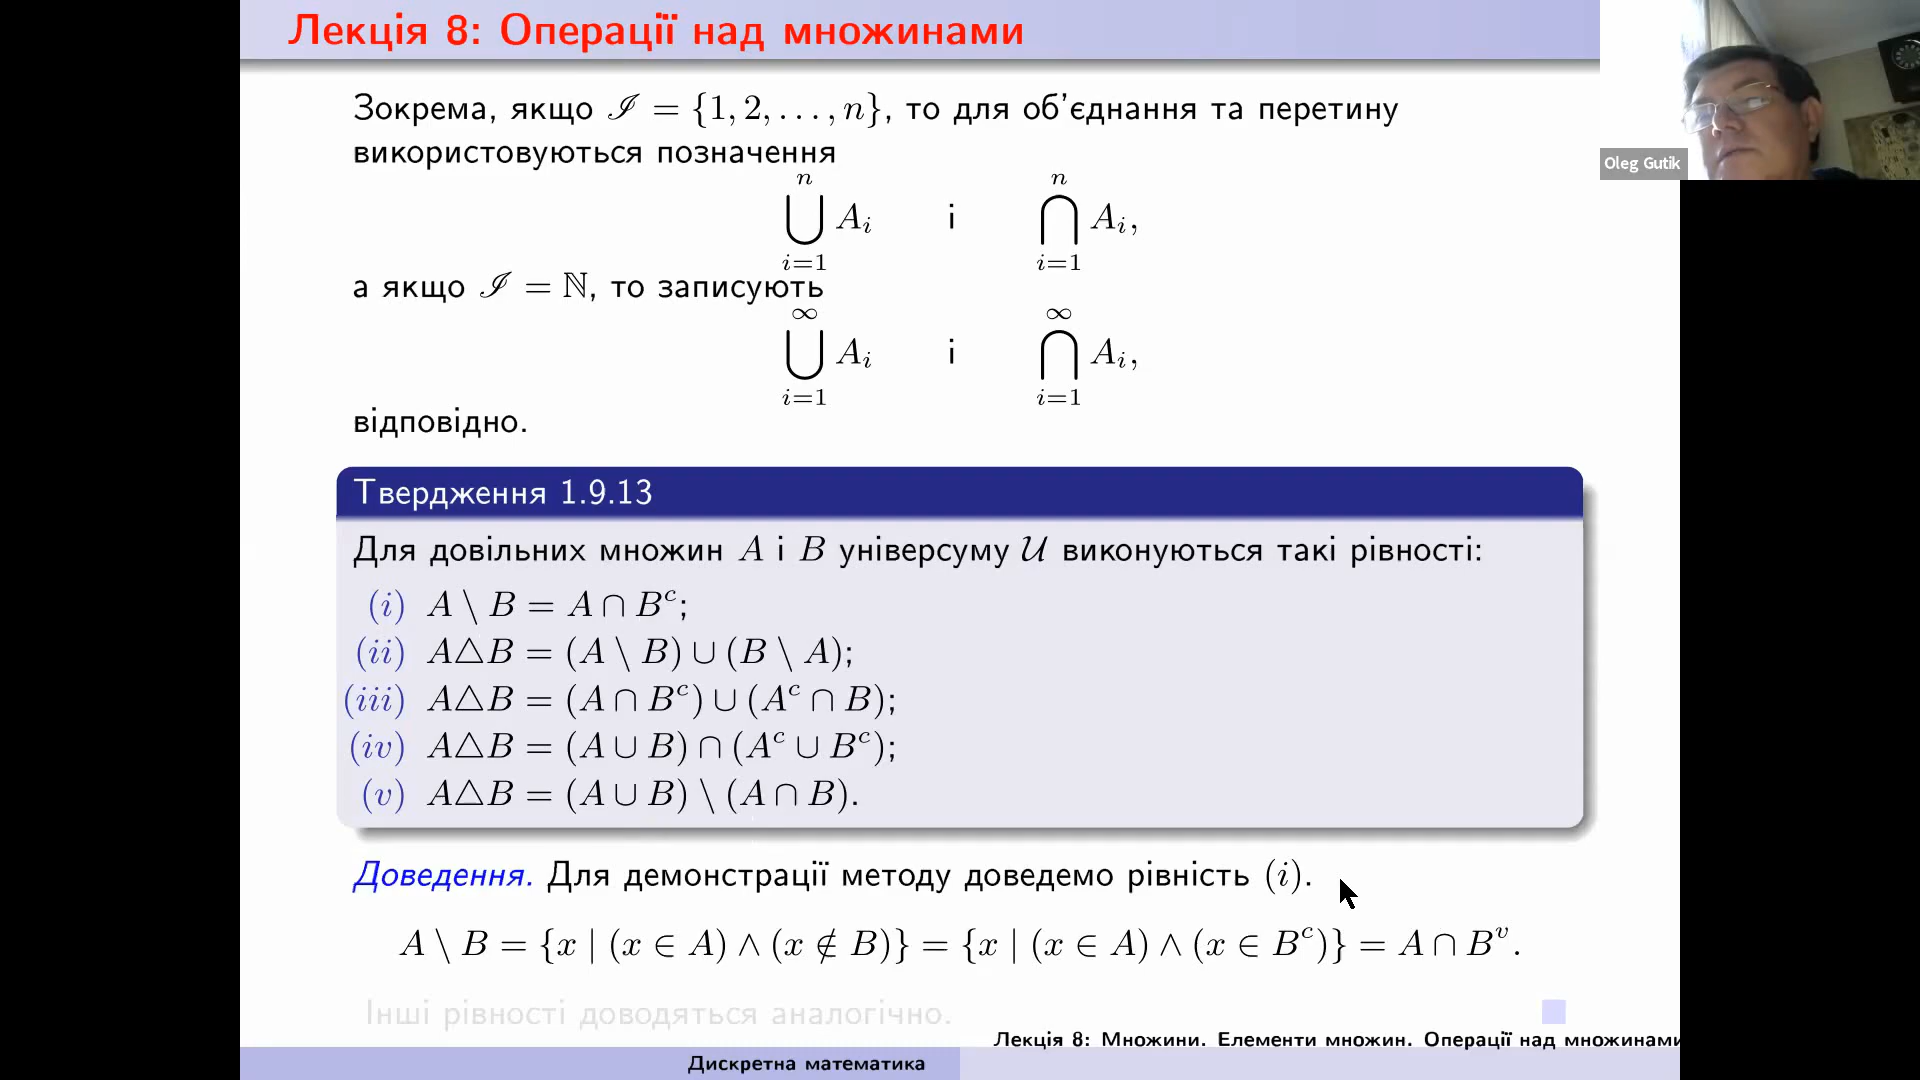 Лекція 8: Операції над множинами
Зокрема, якщо ℐ = {1, 2, . . . , n}, то для об'єднання та перетину
використовуються позначення
⋃_{i=1}^{n} A_i і ⋂_{i=1}^{n} A_i,
а якщо ℐ = ℕ, то записують
⋃_{i=1}^{∞} A_i і ⋂_{i=1}^{∞} A_i,
відповідно.
Твердження 1.9.13
Для довільних множин A і B універсуму 𝒰 виконуються такі рівності:
(i) A \ B = A ∩ B^c;
(ii) A△B = (A \ B) ∪ (B \ A);
(iii) A△B = (A ∩ B^c) ∪ (A^c ∩ B);
(iv) A△B = (A ∪ B) ∩ (A^c ∪ B^c);
(v) A△B = (A ∪ B) \ (A ∩ B).
Доведення. Для демонстрації методу доведемо рівність (i).
A \ B = {x | (x ∈ A) ∧ (x ∉ B)} = {x | (x ∈ A) ∧ (x ∈ B^c)} = A ∩ B^v.
Інші рівності доводяться аналогічно.
Лекція 8: Множини. Елементи множин. Операції над множинами
Дискретна математика
Oleg Gutik